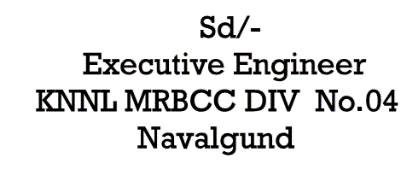 Sd/-
Executive Engineer
KNNL MRBCC DIV No.04
Navalgund